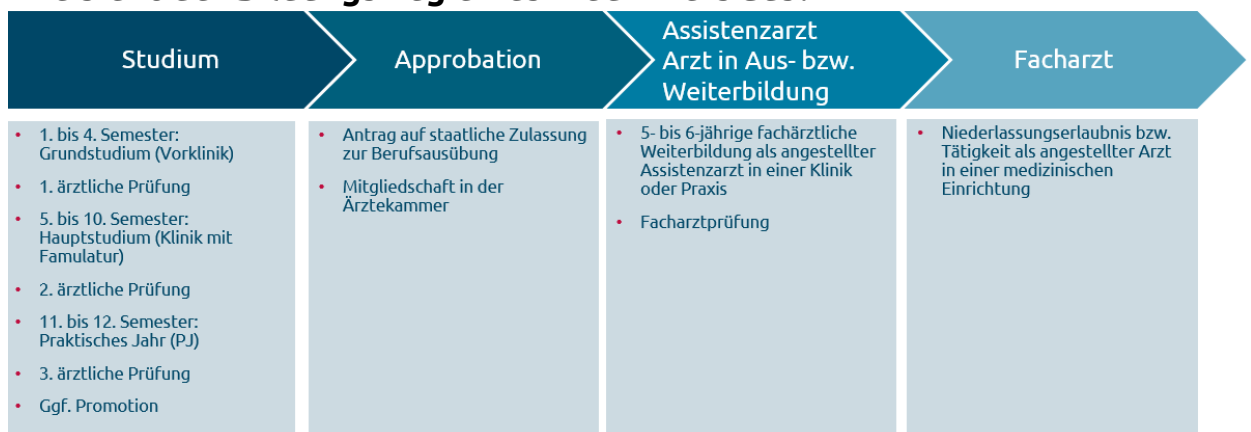 Studium
Approbation
Assistenzarzt
Arzt in Aus- bzw.
Weiterbildung
Facharzt
• 1. bis 4. Semester:
Grundstudium (Vorklinik)
• 1. ärztliche Prüfung
• 5. bis 10. Semester:
Hauptstudium (Klinik mit
Famulatur)
• 2. ärztliche Prüfung
• 11. bis 12. Semester:
Praktisches Jahr (PJ)
• 3. ärztliche Prüfung
• Ggf. Promotion
• Antrag auf staatliche Zulassung
zur Berufsausübung
• Mitgliedschaft in der
Ärztekammer
• 5- bis 6-jährige fachärztliche
Weiterbildung als angestellter
Assistenzarzt in einer Klinik
oder Praxis
• Facharztprüfung
• Niederlassungserlaubnis bzw.
Tätigkeit als angestellter Arzt
in einer medizinischen
Einrichtung